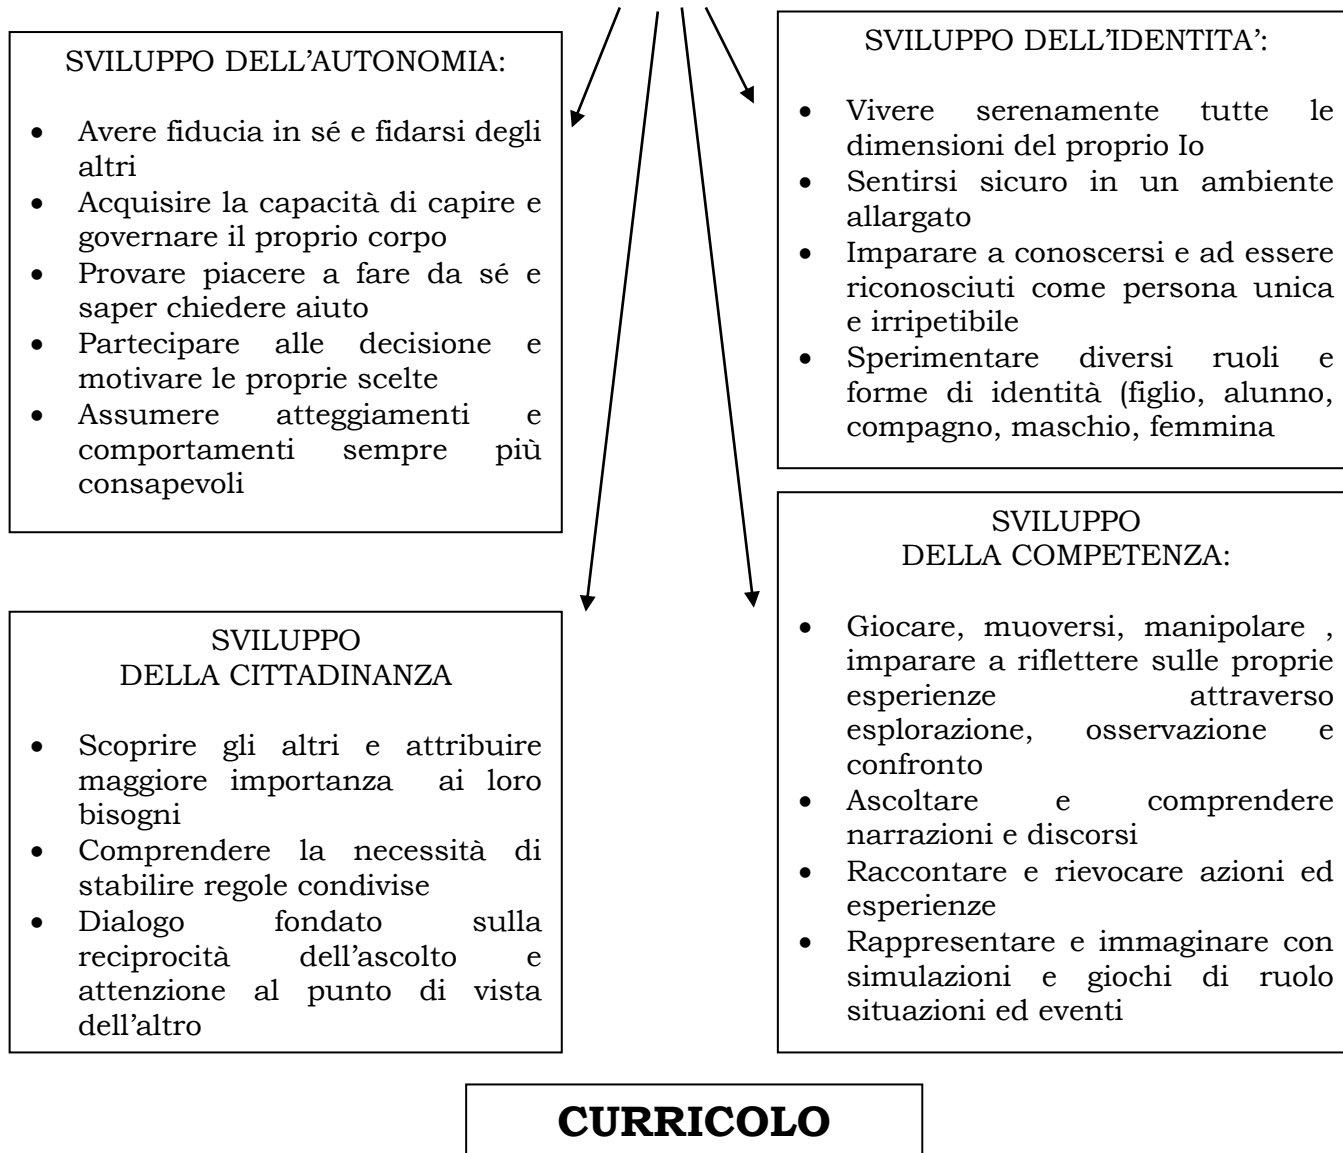 SVILUPPO DELL’AUTONOMIA:
• Avere fiducia in sé e fidarsi degli
altri
• Acquisire la capacità di capire e
governare il proprio corpo
• Provare piacere a fare da sé e
saper chiedere aiuto
• Partecipare alle decisione e
motivare le proprie scelte
• Assumere atteggiamenti e
comportamenti sempre più
consapevoli
SVILUPPO DELL’IDENTITA’:
• Vivere serenamente tutte le
dimensioni del proprio Io
• Sentirsi sicuro in un ambiente
allargato
• Imparare a conoscersi e ad essere
riconosciuti come persona unica
e irripetibile
• Sperimentare diversi ruoli e
forme di identità (figlio, alunno,
compagno, maschio, femmina
SVILUPPO
DELLA CITTADINANZA
• Scoprire gli altri e attribuire
maggiore importanza ai loro
bisogni
• Comprendere la necessità di
stabilire regole condivise
• Dialogo fondato sulla
reciprocità dell’ascolto e
attenzione al punto di vista
dell’altro
SVILUPPO
DELLA COMPETENZA:
• Giocare, muoversi, manipolare ,
imparare a riflettere sulle proprie
esperienze attraverso
esplorazione, osservazione e
confronto
• Ascoltare e comprendere
narrazioni e discorsi
• Raccontare e rievocare azioni ed
esperienze
• Rappresentare e immaginare con
simulazioni e giochi di ruolo
situazioni ed eventi
CURRICOLO